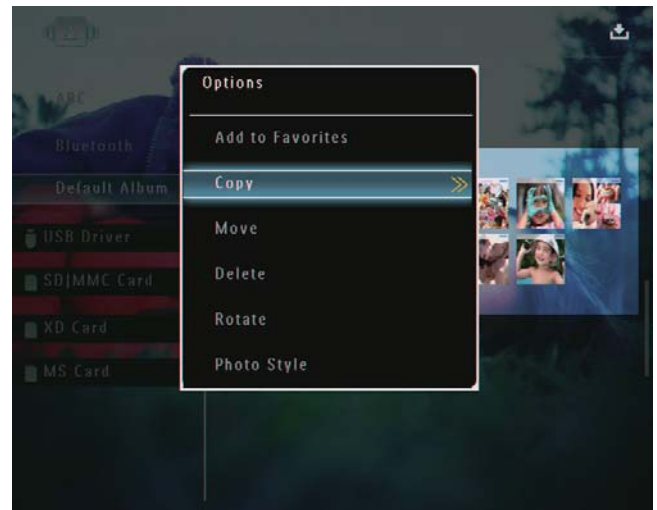 Options
Add to Favorites
Copy
Move
Delete
Rotate
Photo Style
ABC
Bluetooth
Default Album
USB Driver
SD|MMC Card
XD Card
MS Card